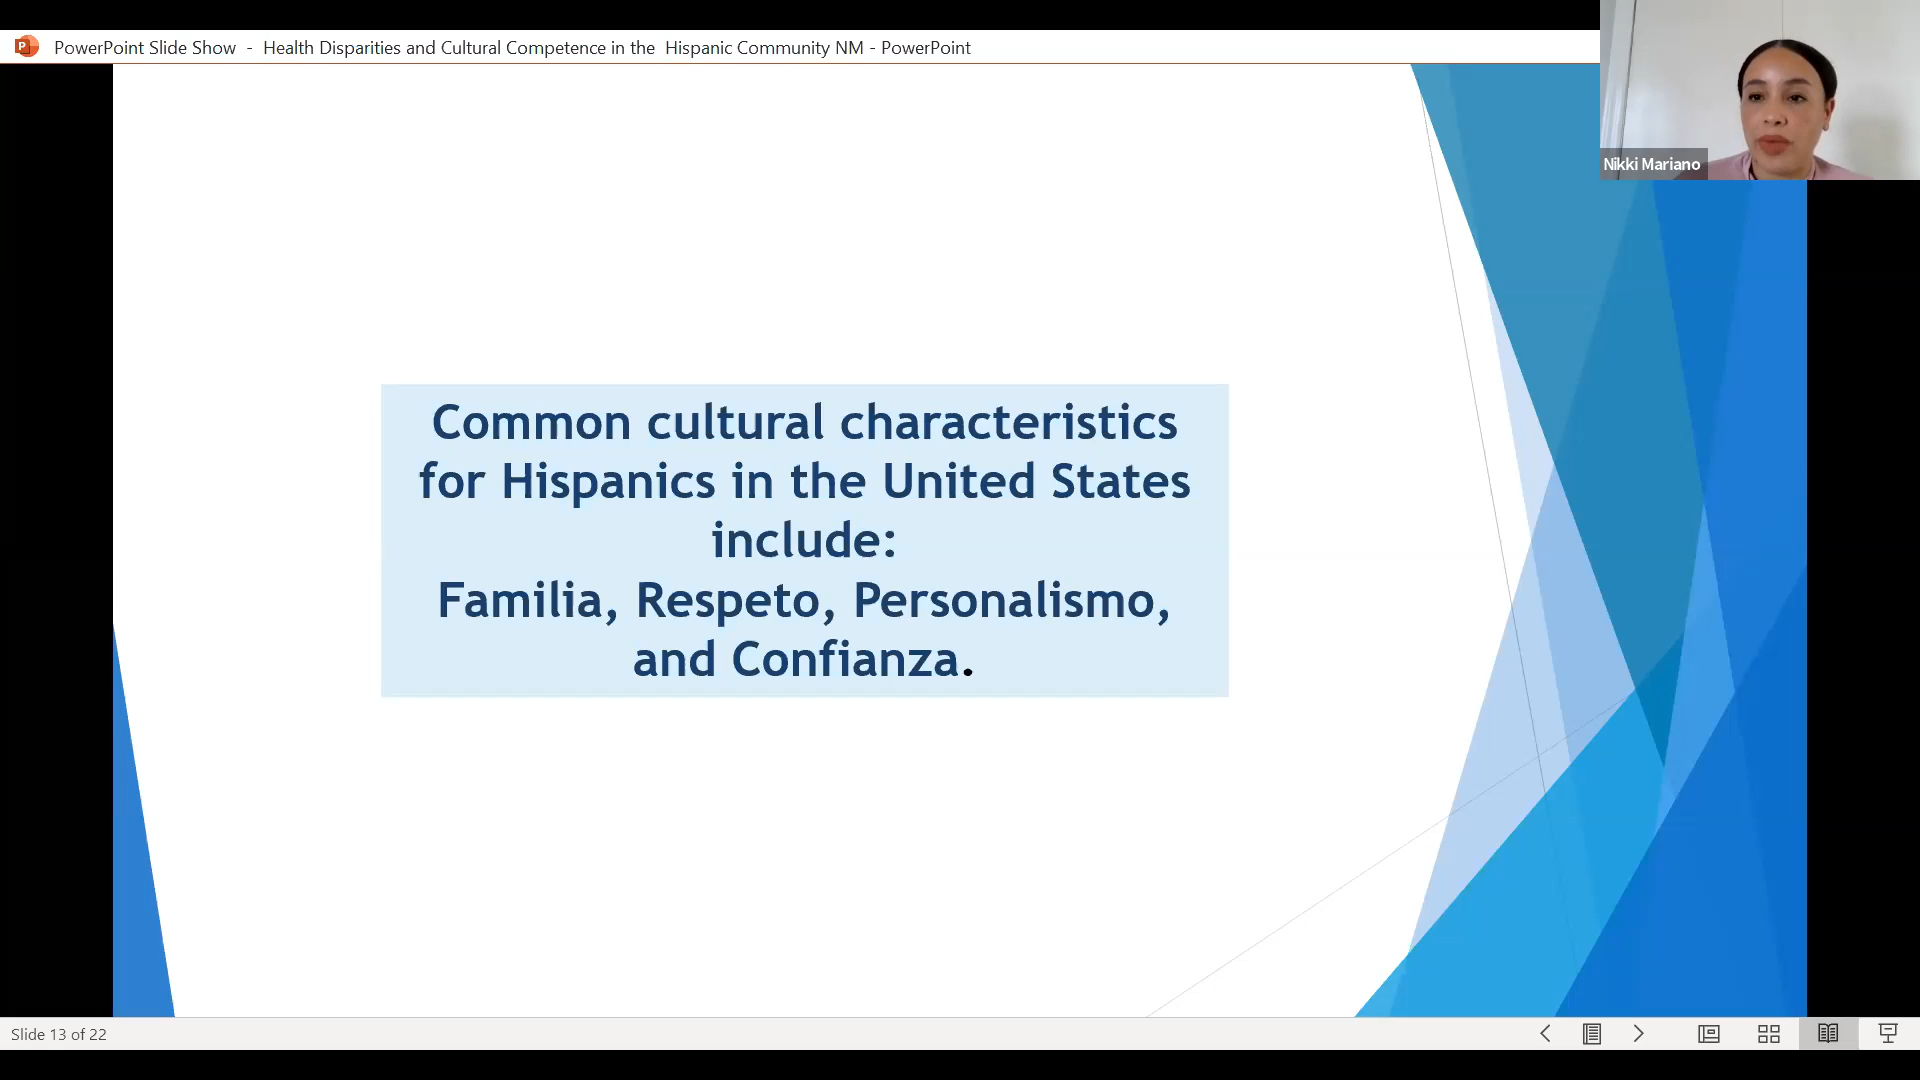 PowerPoint Slide Show - Health Disparities and Cultural Competence in the Hispanic Community NM - PowerPoint
Nikki Mariano
Common cultural characteristics
for Hispanics in the United States
include:
Familia, Respeto, Personalismo,
and Confianza.
Slide 13 of 22